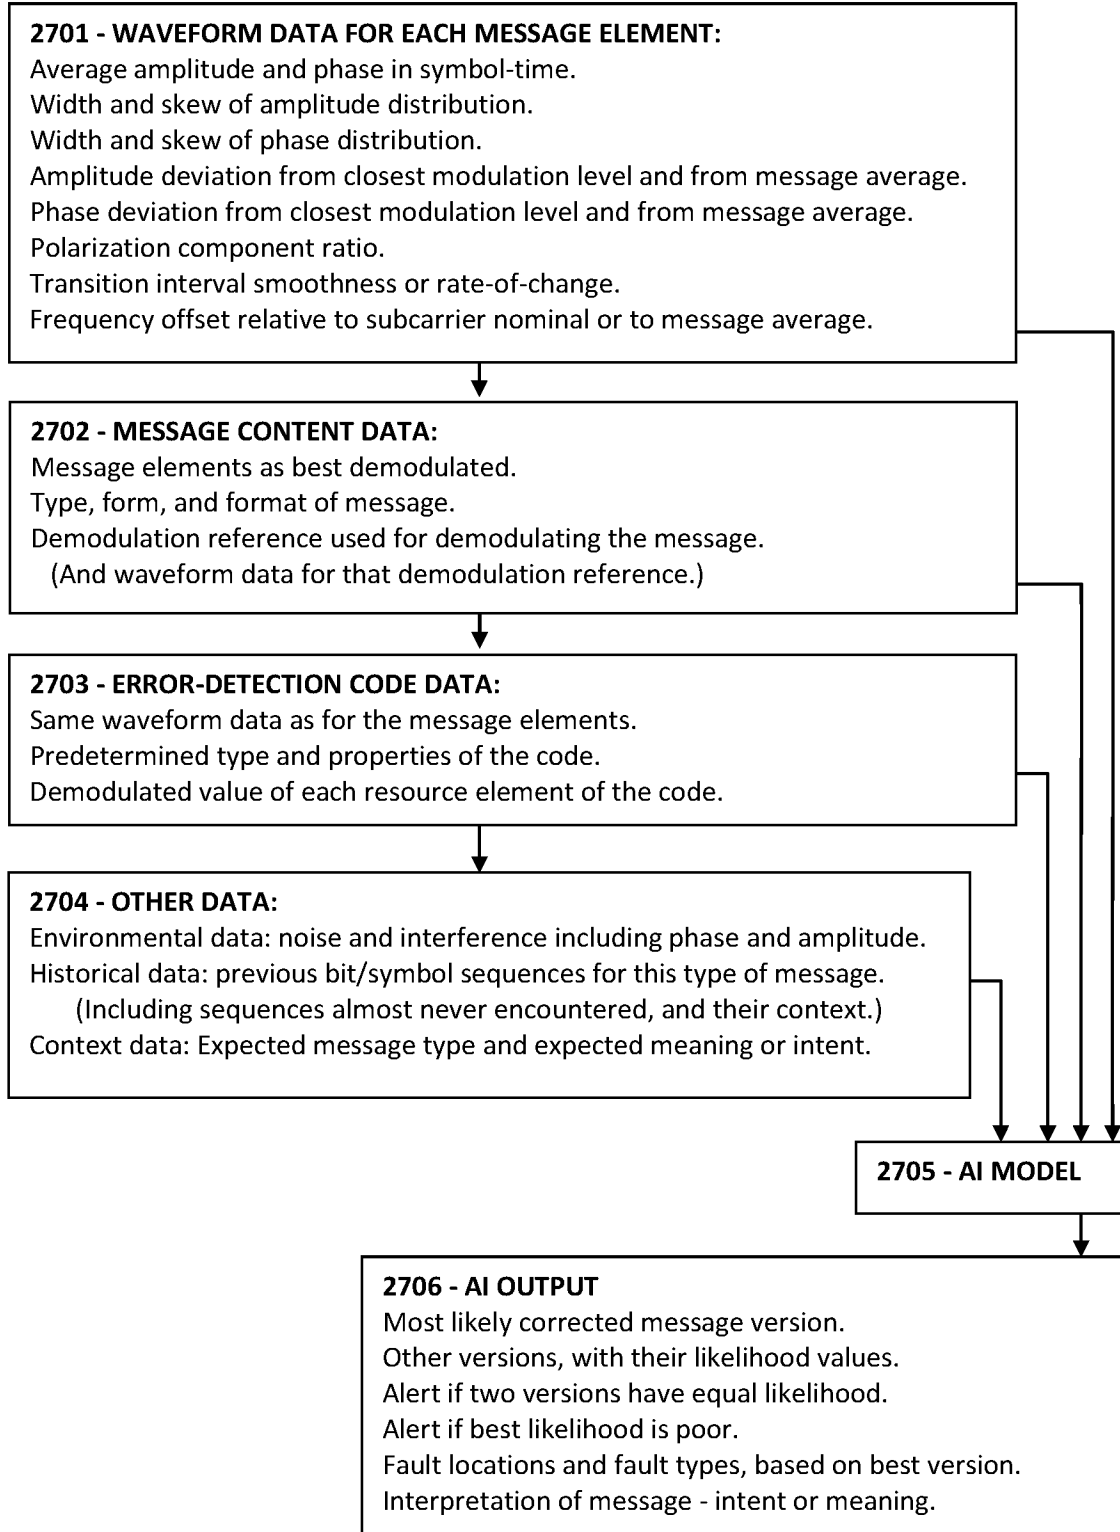 2701 - WAVEFORM DATA FOR EACH MESSAGE ELEMENT:
Average amplitude and phase in symbol-time.
Width and skew of amplitude distribution.
Width and skew of phase distribution.
Amplitude deviation from closest modulation level and from message average.
Phase deviation from closest modulation level and from message average.
Polarization component ratio.
Transition interval smoothness or rate-of-change.
Frequency offset relative to subcarrier nominal or to message average.
2702 - MESSAGE CONTENT DATA:
Message elements as best demodulated.
Type, form, and format of message.
Demodulation reference used for demodulating the message.
(And waveform data for that demodulation reference.)
2703 - ERROR-DETECTION CODE DATA:
Same waveform data as for the message elements.
Predetermined type and properties of the code.
Demodulated value of each resource element of the code.
2704 - OTHER DATA:
Environmental data: noise and interference including phase and amplitude.
Historical data: previous bit/symbol sequences for this type of message.
(Including sequences almost never encountered, and their context.)
Context data: Expected message type and expected meaning or intent.
2705 - AI MODEL
2706 - AI OUTPUT
Most likely corrected message version.
Other versions, with their likelihood values.
Alert if two versions have equal likelihood.
Alert if best likelihood is poor.
Fault locations and fault types, based on best version.
Interpretation of message - intent or meaning.